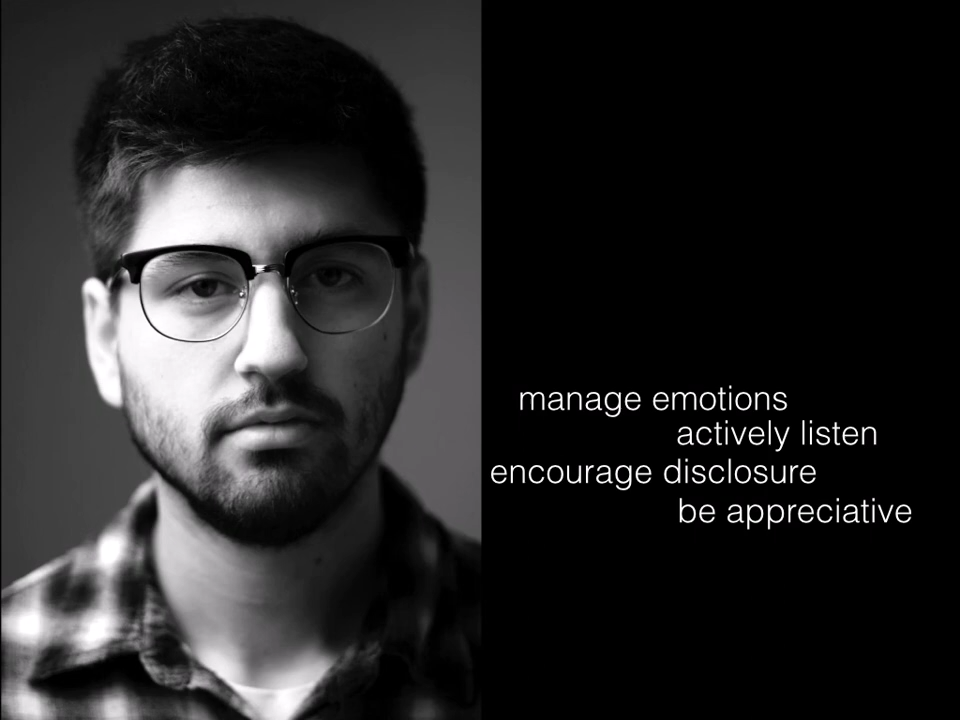 manage emotions
actively listen
encourage disclosure
be appreciative